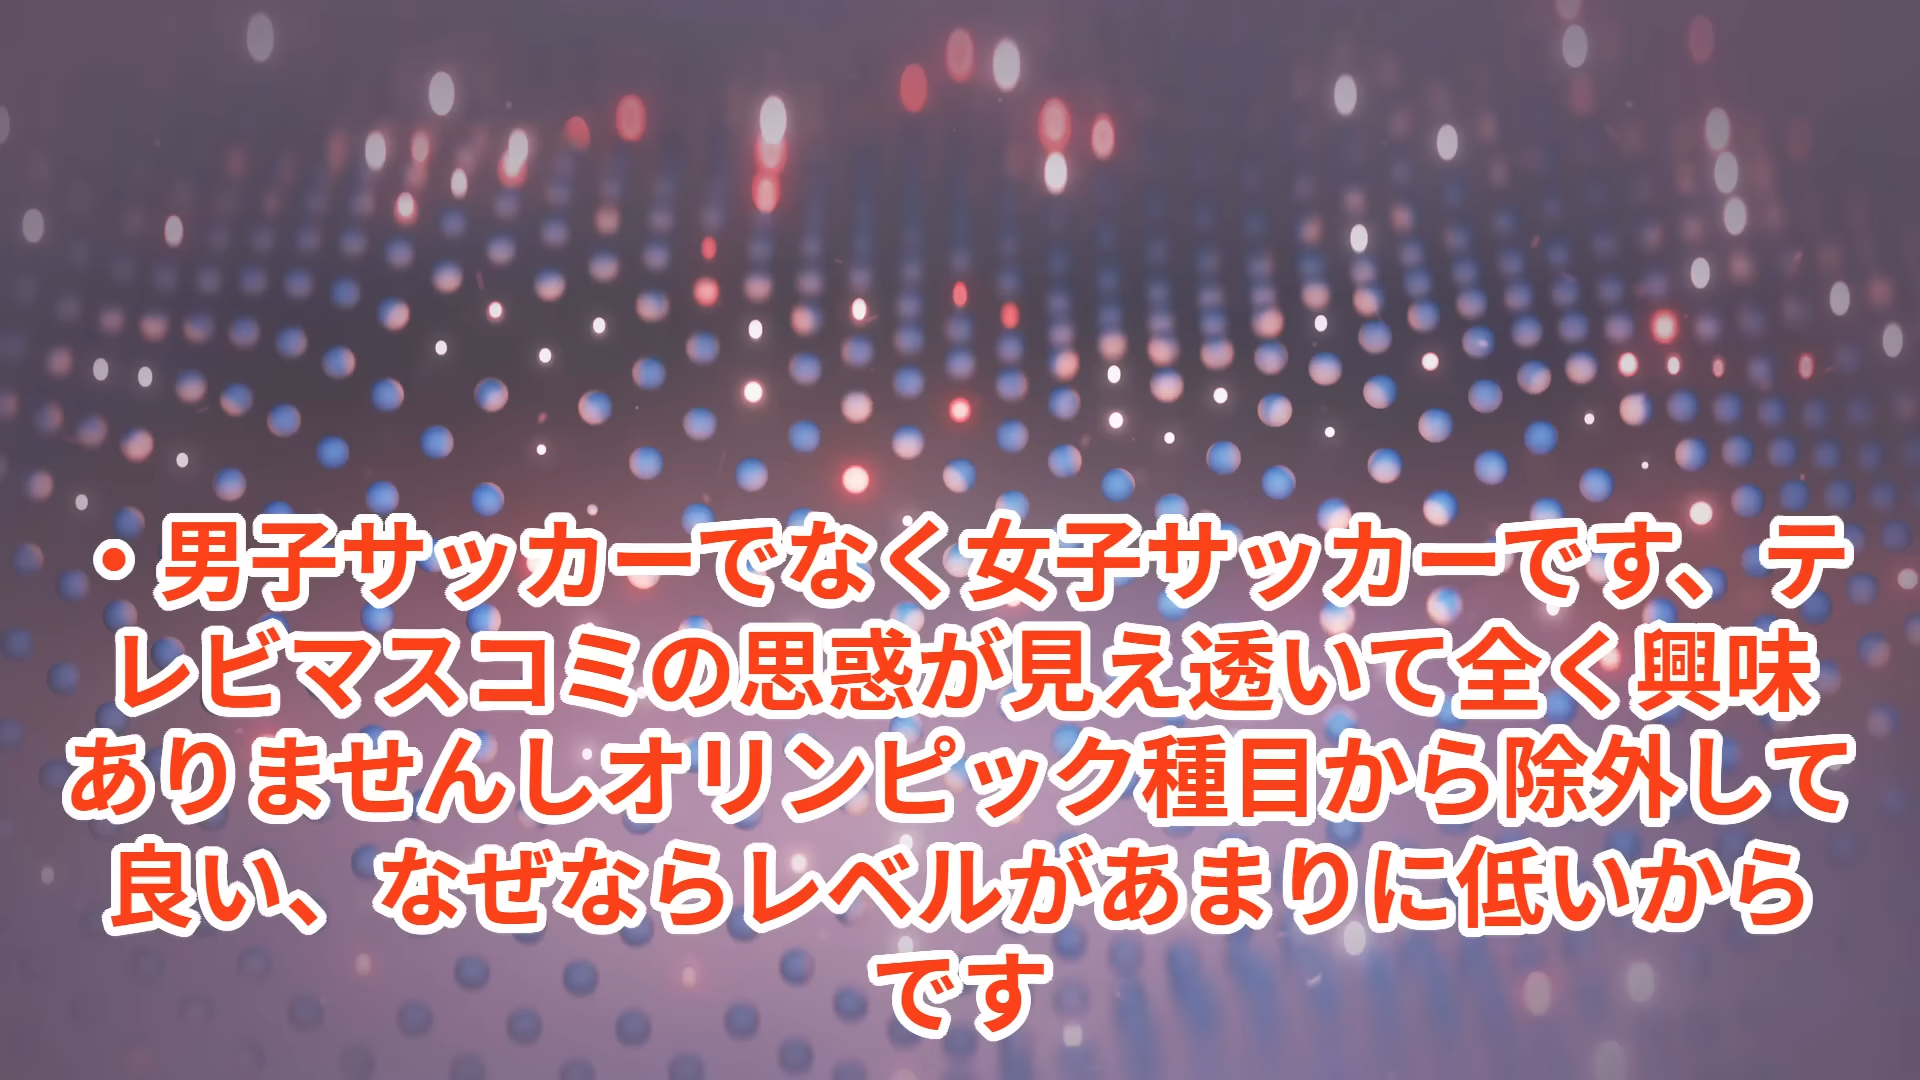 ・男子サッカーでなく女子サッカーです、テ
レビマスコミの思惑が見え透いて全く興味
ありませんしオリンピック種目から除外して
良い、なぜならレベルがあまりに低いから
です